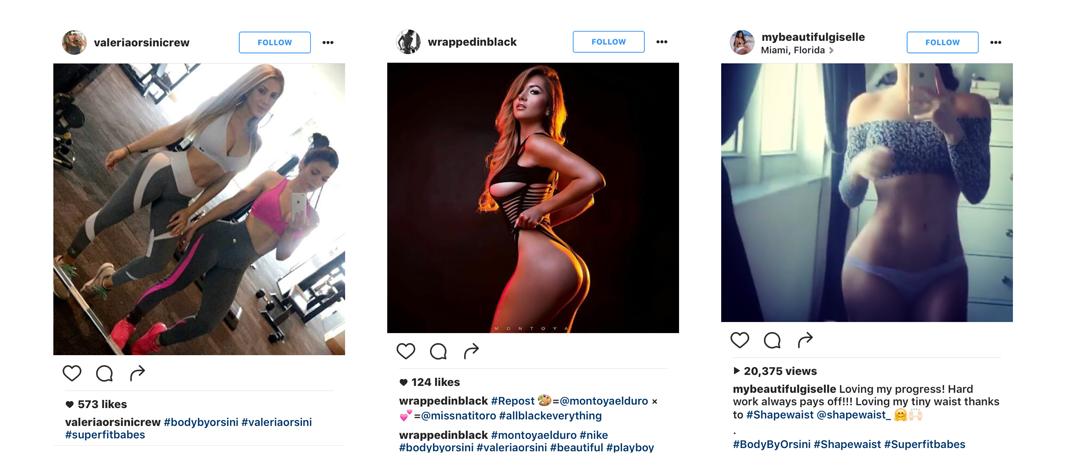 valeriaorsinicrew
FOLLOW
573 likes
valeriaorsinicrew #bodybyorsini #valeriaorsini
#superfitbabes
wrappedinblack
FOLLOW
MONTOYA
124 likes
wrappedinblack #Repost 🎨=@montoyaelduro ×
💕=@missnatitoro #allblackeverything
wrappedinblack #montoyaelduro #nike
#bodybyorsini #valeriaorsini #beautiful #playboy
mybeautifulgiselle
Miami, Florida >
FOLLOW
20,375 views
mybeautifulgiselle Loving my progress! Hard
work always pays off!!! Loving my tiny waist thanks
to #Shapewaist @shapewaist_ 🤗🙌🏻
.
#BodyByOrsini #Shapewaist #Superfitbabes